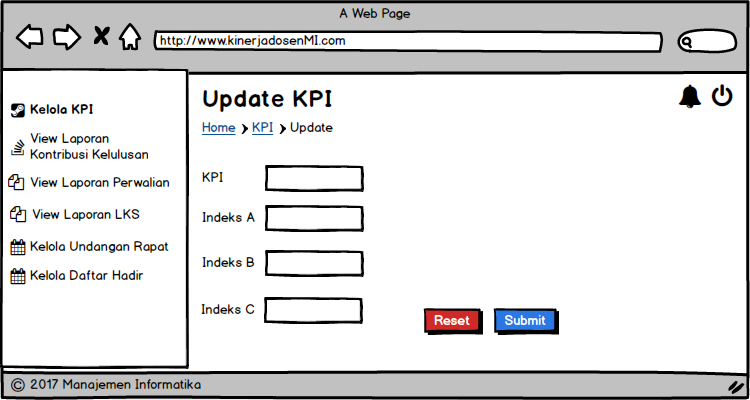 A Web Page
http://www.kinerjadosenMI.com
Kelola KPI
View Laporan
Kontribusi Kelulusan
View Laporan Perwalian
View Laporan LKS
Kelola Undangan Rapat
Kelola Daftar Hadir
Update KPI
Home KPI Update
KPI
Indeks A
Indeks B
Indeks C
Reset Submit
© 2017 Manajemen Informatika